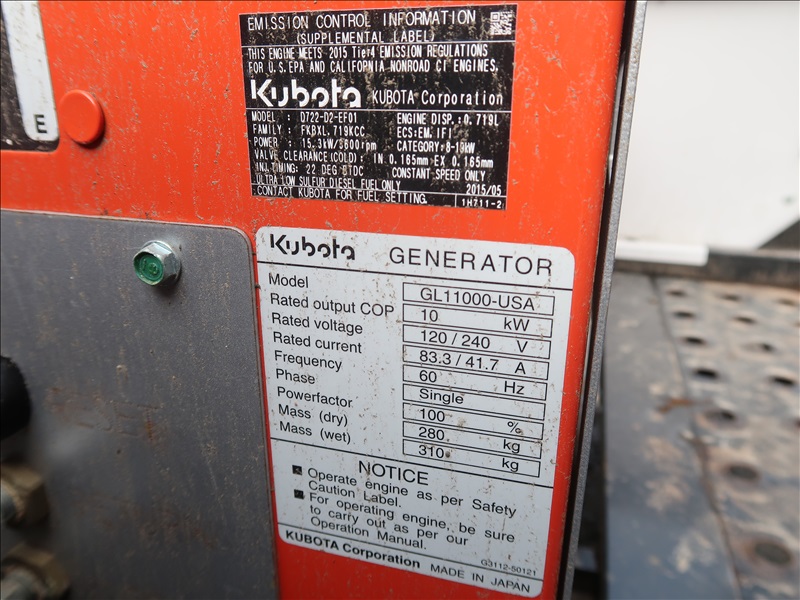 EMISSION CONTROL INFORMATION
(SUPPLEMENTAL LABEL)
THIS ENGINE MEETS 2015 Tier4 EMISSION REGULATIONS
FOR U.S.EPA AND CALIFORNIA NONROAD CI ENGINES.
Kubota KUBOTA Corporation
MODEL : D722-D2-EF01 ENGINE DISP.: 0.719L
FAMILY : FKBXL.719KCC ECS: EM, IFI
POWER : 15.3kW/3600rpm CATEGORY: 8-19kW
VALVE CLEARANCE(COLD): IN 0.165mm EX 0.165mm
INJ.TIMING: 22 DEG BTDC CONSTANT-SPEED ONLY
ULTRA LOW SULFUR DIESEL FUEL ONLY 2015/05
CONTACT KUBOTA FOR FUEL SETTING. 1H711-2
E
Kubota GENERATOR
Model GL11000-USA
Rated output COP 10 kW
Rated voltage 120 / 240 V
Rated current 83.3 / 41.7 A
Frequency 60 Hz
Phase Single
Powerfactor 100 %
Mass (dry) 280 kg
Mass (wet) 310 kg
NOTICE
Operate engine as per Safety
Caution Label.
For operating engine, be sure
to carry out as per our
Operation Manual.
KUBOTA Corporation MADE IN JAPAN
G3112-50121